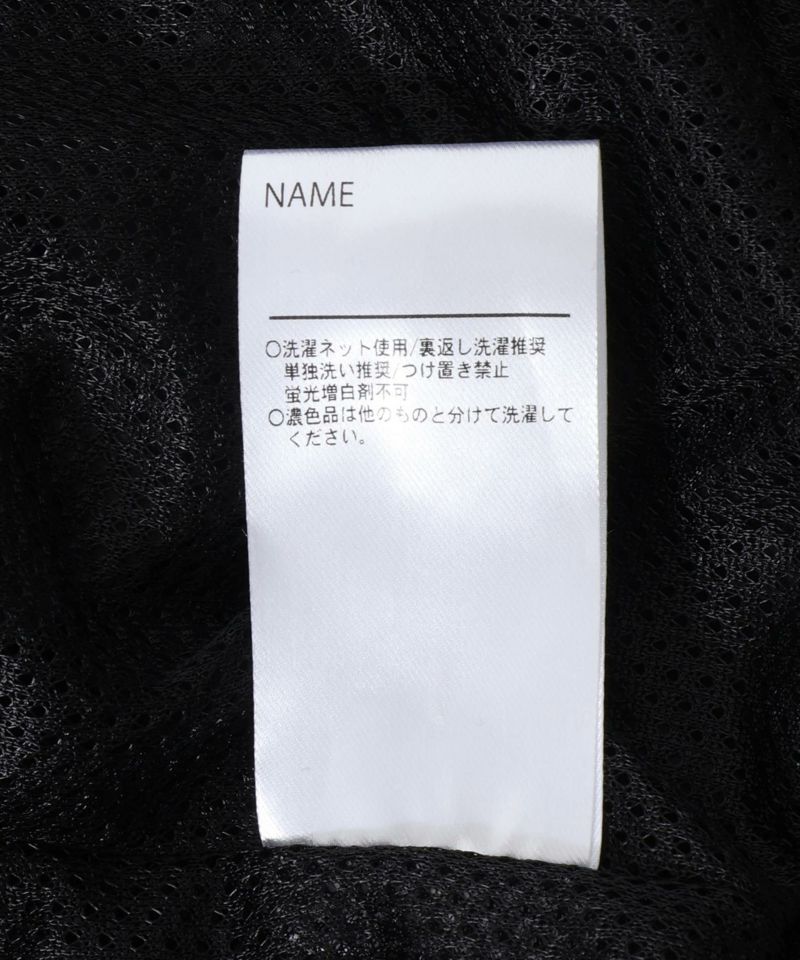 NAME
○洗濯ネット使用/裏返し洗濯推奨
単独洗い推奨/つけ置き禁止
蛍光増白剤不可
○濃色品は他のものと分けて洗濯して
ください。